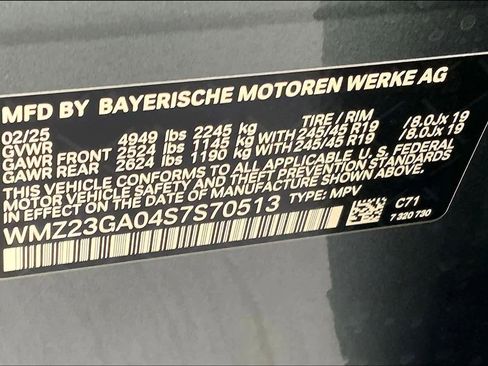 MFD BY BAYERISCHE MOTOREN WERKE AG
02/25 TIRE / RIM
GVWR 4949 lbs 2245 kg
GAWR FRONT 2524 lbs 1145 kg WITH 245/45 R19 /8.0Jx19
GAWR REAR 2624 lbs 1190 kg WITH 245/45 R19 /8.0Jx19
THIS VEHICLE CONFORMS TO ALL APPLICABLE U.S. FEDERAL
MOTOR VEHICLE SAFETY AND THEFT PREVENTION STANDARDS
IN EFFECT ON THE DATE OF MANUFACTURE SHOWN ABOVE.
WMZ23GA04S7S70513 TYPE: MPV
C71
7 320 730